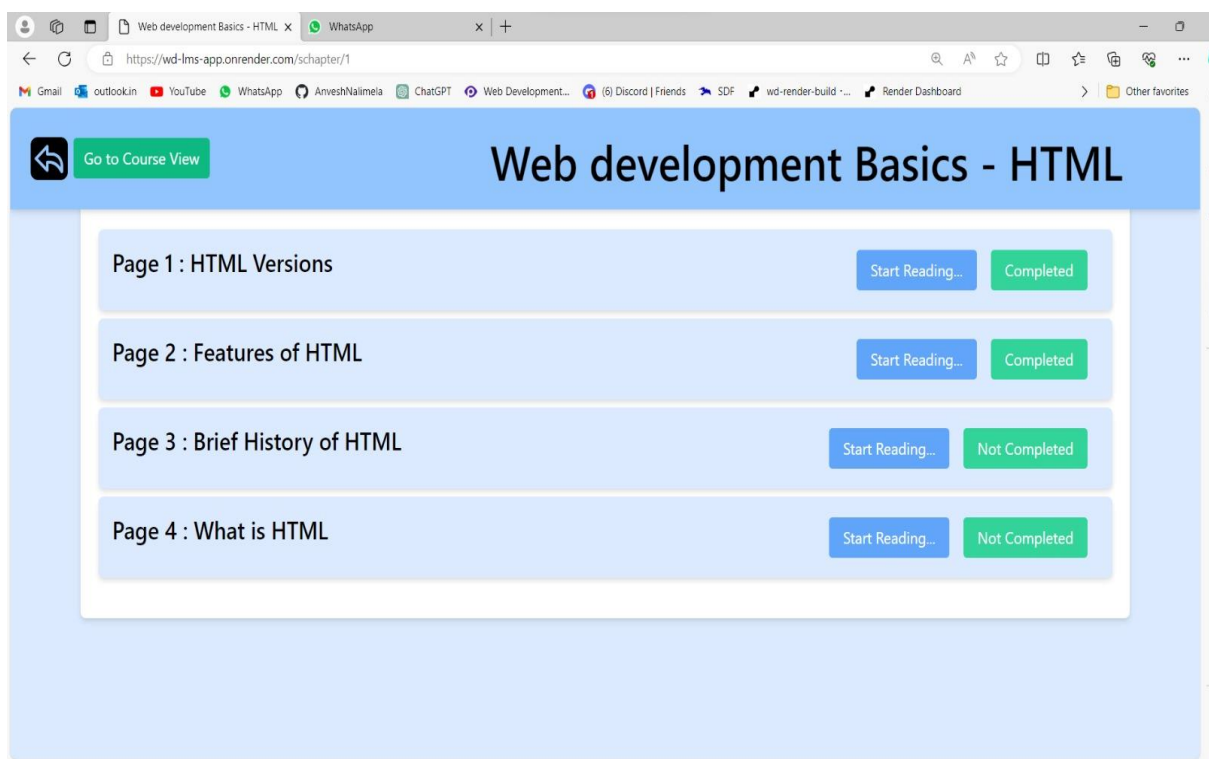 Web development Basics - HTML WhatsApp
https://wd-lms-app.onrender.com/schapter/1
Gmail outlook.in YouTube WhatsApp AnveshNalimela ChatGPT Web Development... (6) Discord | Friends SDF wd-render-build · ... Render Dashboard Other favorites
Go to Course View Web development Basics - HTML
Page 1 : HTML Versions Start Reading... Completed
Page 2 : Features of HTML Start Reading... Completed
Page 3 : Brief History of HTML Start Reading... Not Completed
Page 4 : What is HTML Start Reading... Not Completed